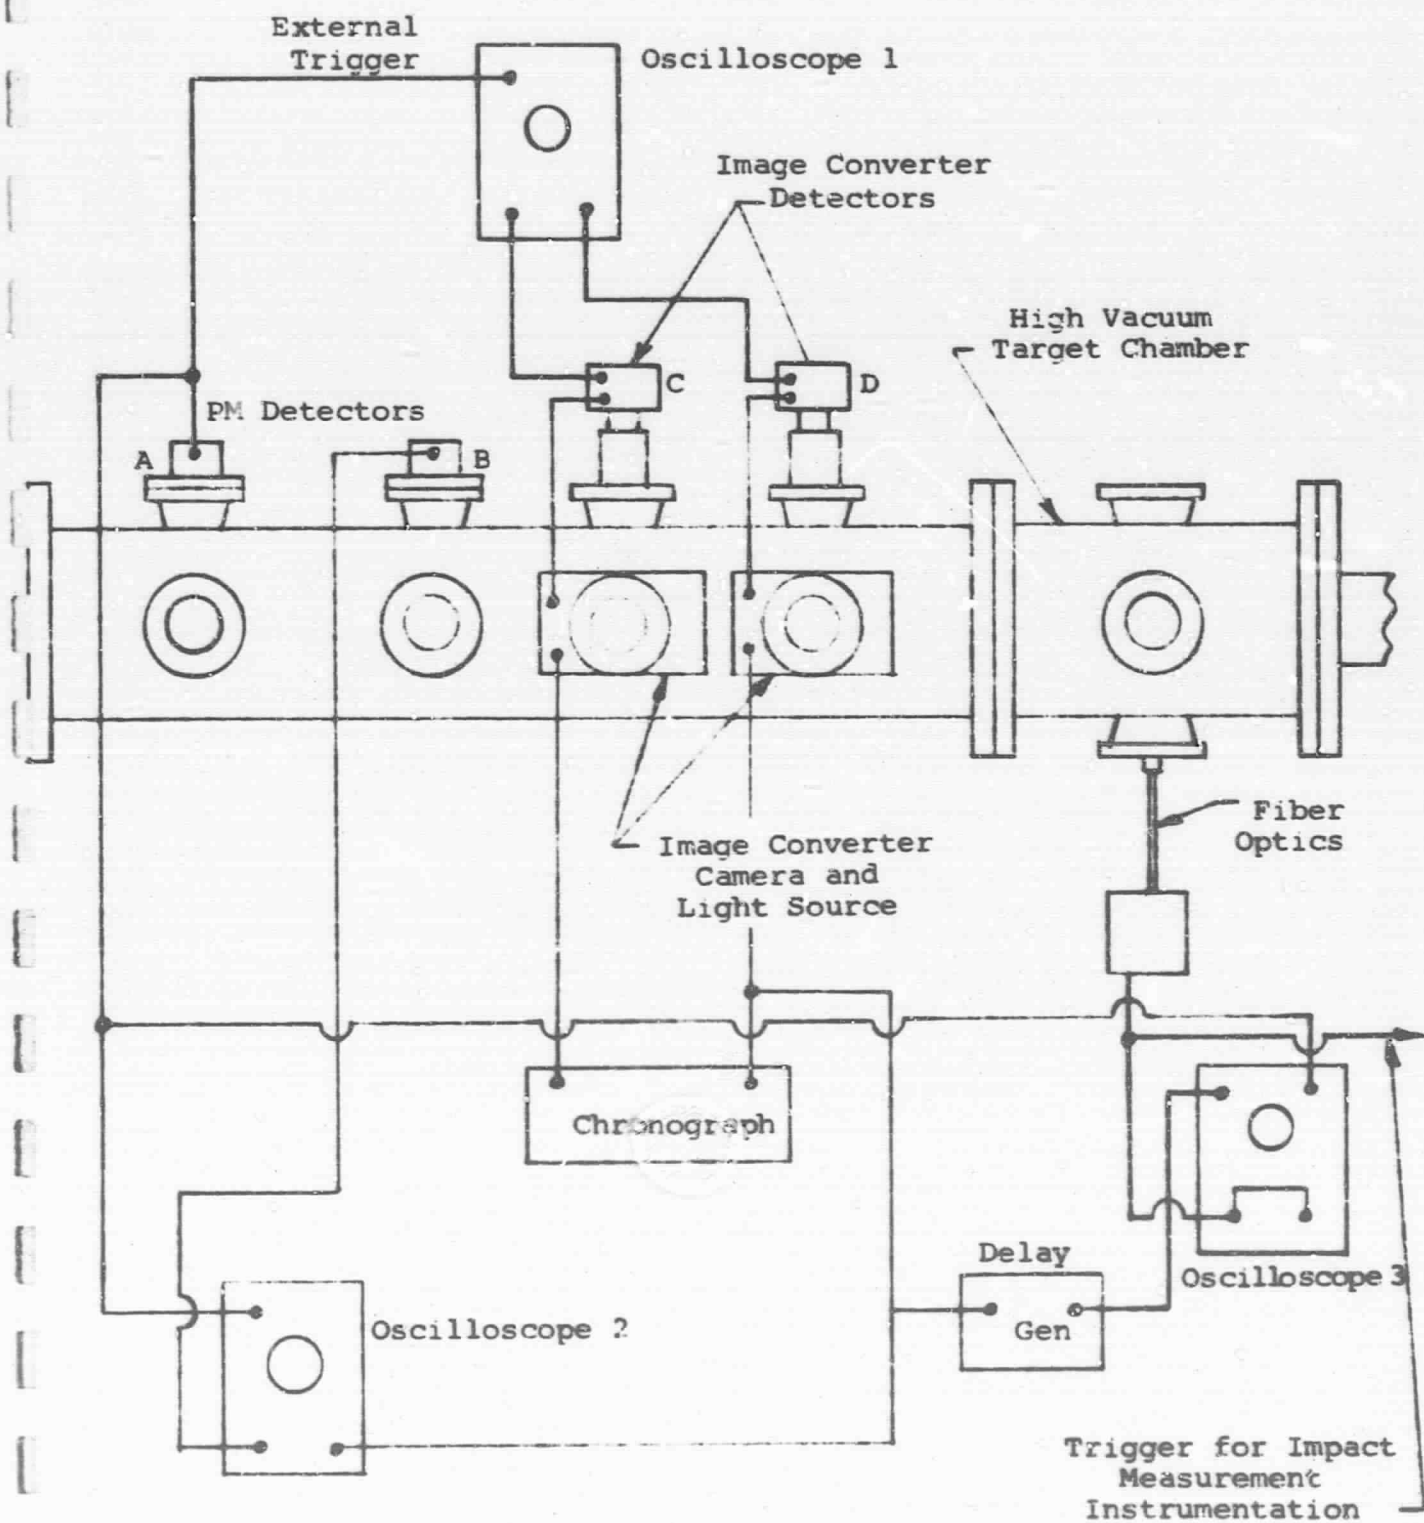 External
Trigger
Oscilloscope 1
Image Converter
Detectors
High Vacuum
Target Chamber
C
D
PM Detectors
A
B
Fiber
Optics
Image Converter
Camera and
Light Source
Chronograph
Delay
Gen
Oscilloscope 3
Oscilloscope 2
Trigger for Impact
Measurement
Instrumentation